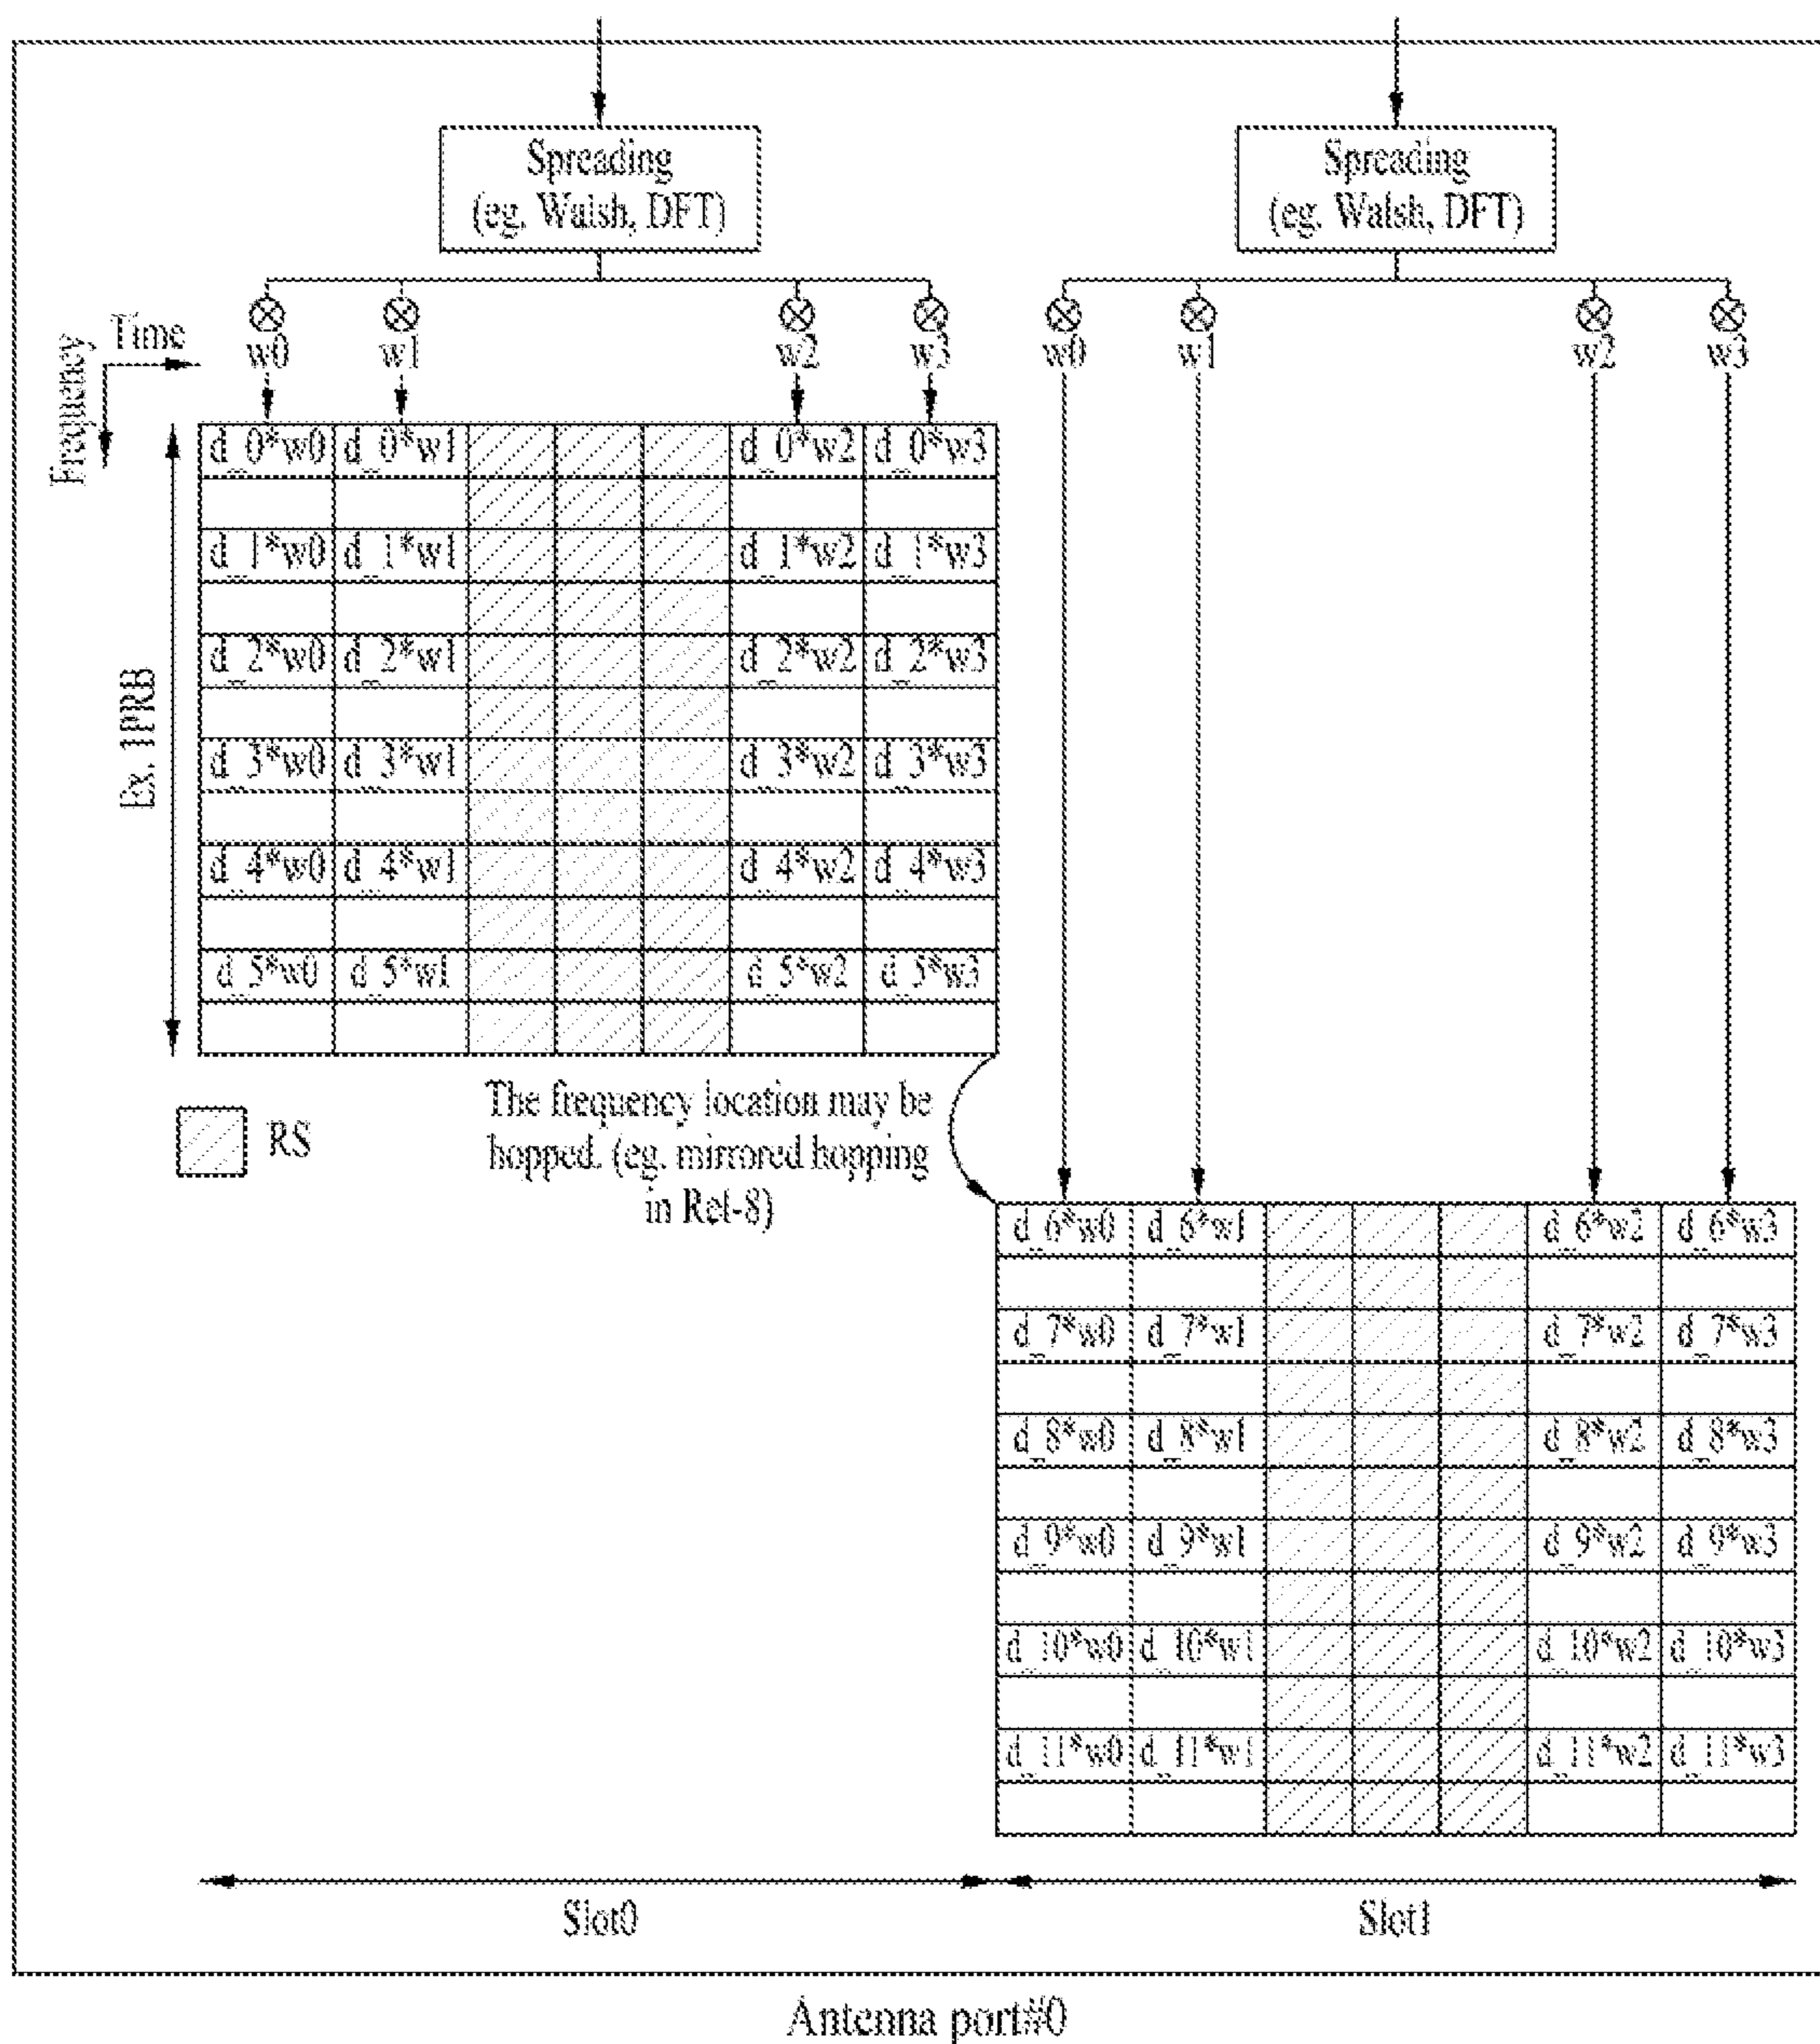 Spreading
(eg. Walsh, DFT)
Spreading
(eg. Walsh, DFT)
Time
Frequency
w0 w1 w2 w3 w0 w1 w2 w3
Ex. 1PRB
d_0*w0 d_0*w1 d_0*w2 d_0*w3
d_1*w0 d_1*w1 d_1*w2 d_1*w3
d_2*w0 d_2*w1 d_2*w2 d_2*w3
d_3*w0 d_3*w1 d_3*w2 d_3*w3
d_4*w0 d_4*w1 d_4*w2 d_4*w3
d_5*w0 d_5*w1 d_5*w2 d_5*w3
RS
The frequency location may be
hopped. (eg. mirrored hopping
in Rel-8)
d_6*w0 d_6*w1 d_6*w2 d_6*w3
d_7*w0 d_7*w1 d_7*w2 d_7*w3
d_8*w0 d_8*w1 d_8*w2 d_8*w3
d_9*w0 d_9*w1 d_9*w2 d_9*w3
d_10*w0 d_10*w1 d_10*w2 d_10*w3
d_11*w0 d_11*w1 d_11*w2 d_11*w3
Slot0 Slot1
Antenna port#0